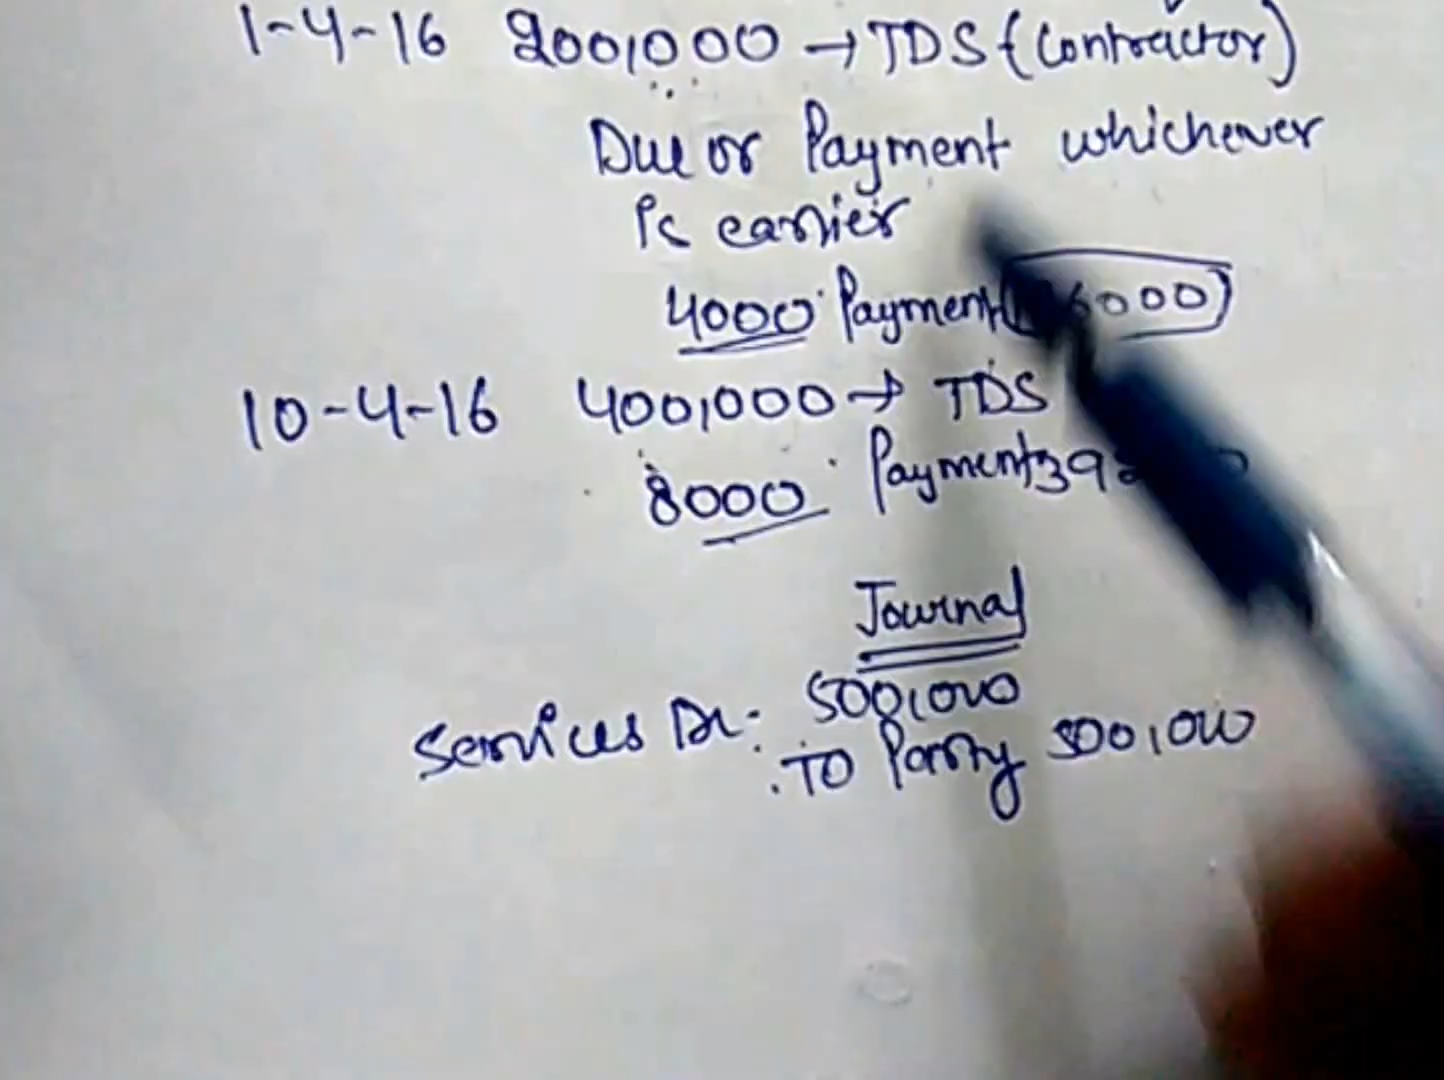 1-4-16 200,000 → TDS (Contractor)
Due or Payment whichever
is earlier
4000 Payment
10-4-16 400,000 → TDS
8000 Payment
Journal
Services Dr. 500,000
To Party 500,000